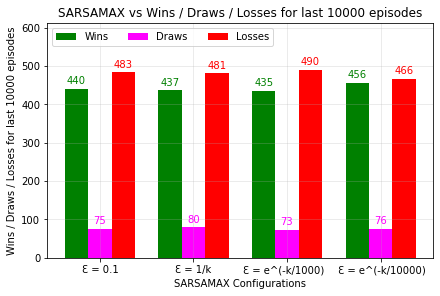 SARSAMAX vs Wins / Draws / Losses for last 10000 episodes
Wins / Draws / Losses for last 10000 episodes
600
500
400
300
200
100
0
Wins Draws Losses
440 75 483
437 80 481
435 73 490
456 76 466
Ɛ = 0.1 Ɛ = 1/k Ɛ = e^(-k/1000) Ɛ = e^(-k/10000)
SARSAMAX Configurations